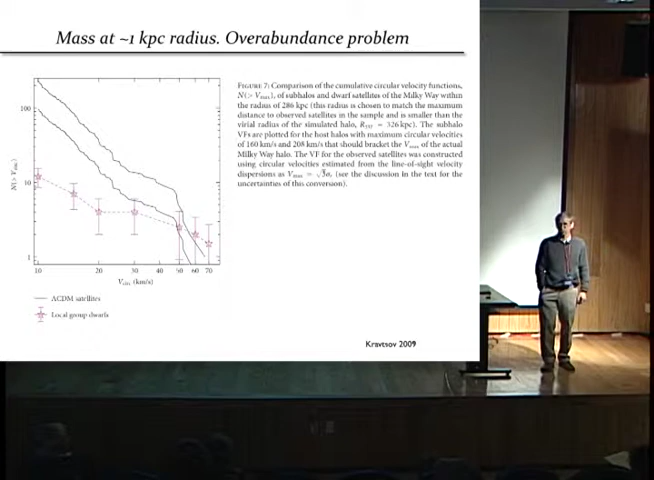 Mass at ~1 kpc radius. Overabundance problem
FIGURE 7: Comparison of the cumulative circular velocity functions,
N(> Vmax), of subhalos and dwarf satellites of the Milky Way within
the radius of 286 kpc (this radius is chosen to match the maximum
distance to observed satellites in the sample and is smaller than the
virial radius of the simulated halo, R = 326 kpc). The subhalo
VFs are plotted for the host halos with maximum circular velocities
of 160 km/s and 208 km/s that should bracket the Vmax of the actual
Milky Way halo. The VF for the observed satellites was constructed
using circular velocities estimated from the line-of-sight velocity
dispersions as Vmax = √3σr (see the discussion in the text for the
uncertainties of this conversion).
100
10
1
N(> Vmax)
10 20 30 40 50 60 70
Vcirc (km/s)
ΛCDM satellites
Local group dwarfs
Kravtsov 2009